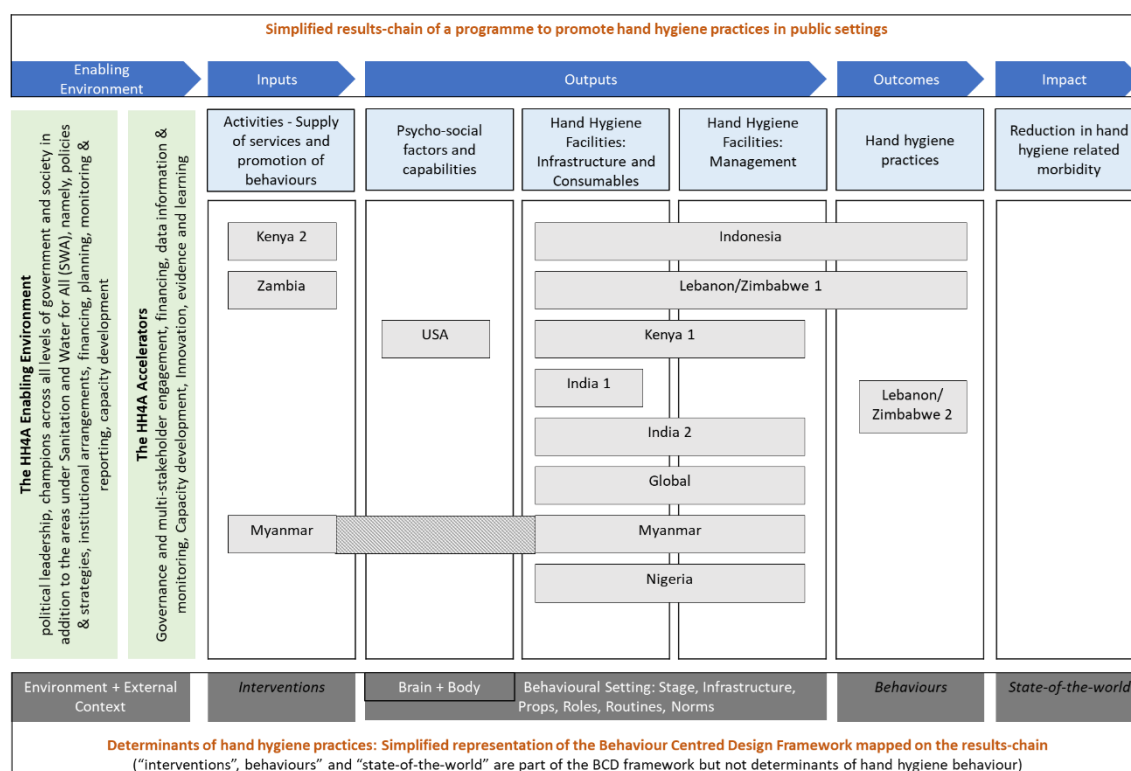 Simplified results-chain of a programme to promote hand hygiene practices in public settings
Enabling
Environment
Inputs
Outputs
Outcomes
Impact
The HH4A Enabling Environment
political leadership, champions across all levels of government and society in
addition to the areas under Sanitation and Water for All (SWA), namely, policies
& strategies, institutional arrangements, financing, planning, monitoring &
reporting, capacity development
The HH4A Accelerators
Governance and multi-stakeholder engagement, financing, data information &
monitoring, Capacity development, Innovation, evidence and learning
Activities - Supply
of services and
promotion of
behaviours
Psycho-social
factors and
capabilities
Hand Hygiene
Facilities:
Infrastructure and
Consumables
Hand Hygiene
Facilities:
Management
Hand hygiene
practices
Reduction in hand
hygiene related
morbidity
Kenya 2
Indonesia
Zambia
Lebanon/Zimbabwe 1
USA
Kenya 1
India 1
Lebanon/
Zimbabwe 2
India 2
Global
Myanmar
Myanmar
Nigeria
Environment + External
Context
Interventions
Brain + Body
Behavioural Setting: Stage, Infrastructure,
Props, Roles, Routines, Norms
Behaviours
State-of-the-world
Determinants of hand hygiene practices: Simplified representation of the Behaviour Centred Design Framework mapped on the results-chain
("interventions", behaviours" and "state-of-the-world" are part of the BCD framework but not determinants of hand hygiene behaviour)